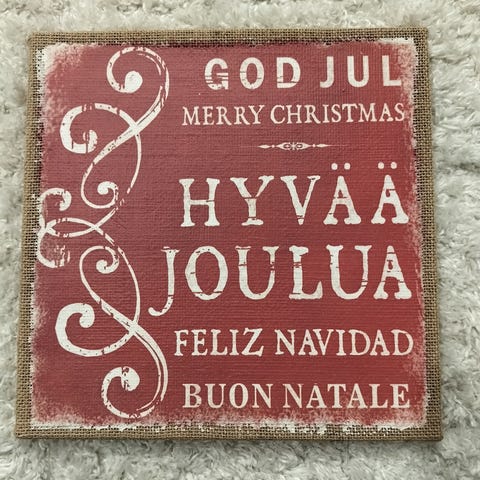 GOD JUL
MERRY CHRISTMAS
HYVÄÄ
JOULUA
FELIZ NAVIDAD
BUON NATALE